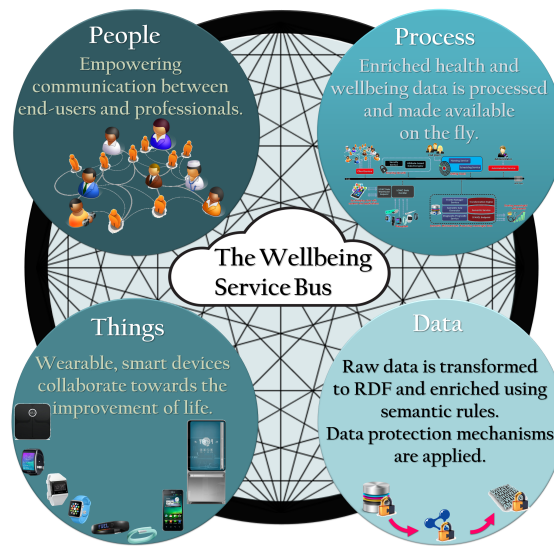 People
Empowering
communication between
end-users and professionals.
Process
Enriched health and
wellbeing data is processed
and made available
on the fly.
The Wellbeing
Service Bus
Things
Wearable, smart devices
collaborate towards the
improvement of life.
Data
Raw data is transformed
to RDF and enriched using
semantic rules.
Data protection mechanisms
are applied.